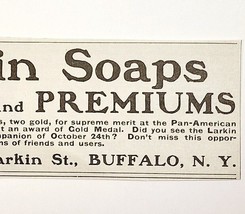 in Soaps
and PREMIUMS
s, two gold, for supreme merit at the Pan-American
t an award of Gold Medal. Did you see the Larkin
panion of October 24th? Don't miss this oppor-
ns of friends and users.
arkin St., BUFFALO, N. Y.